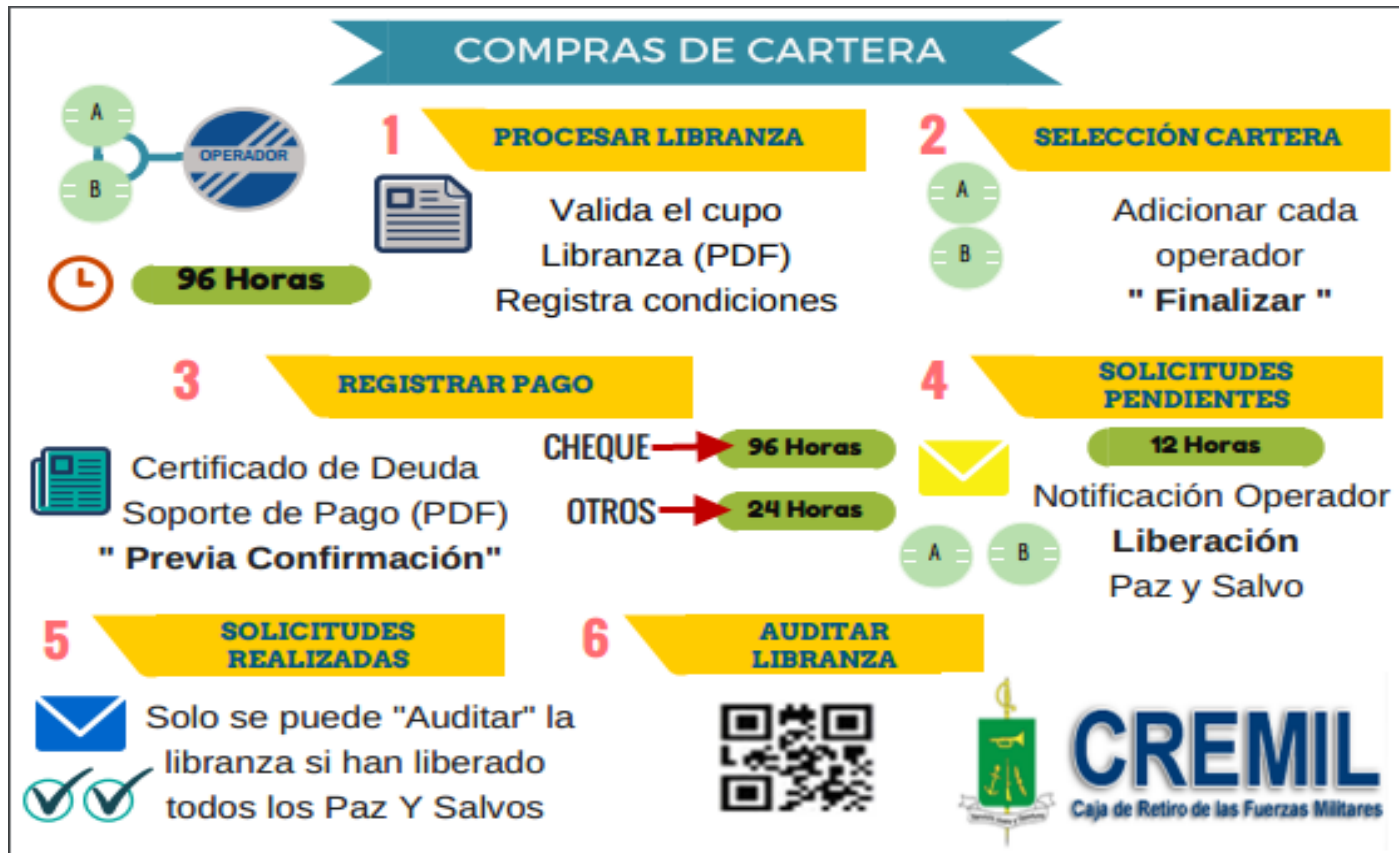 COMPRAS DE CARTERA
A
B
OPERADOR
96 Horas
1
PROCESAR LIBRANZA
Valida el cupo
Libranza (PDF)
Registra condiciones
2
SELECCIÓN CARTERA
A
B
Adicionar cada
operador
" Finalizar "
3
REGISTRAR PAGO
Certificado de Deuda
Soporte de Pago (PDF)
" Previa Confirmación"
CHEQUE
96 Horas
OTROS
24 Horas
4
SOLICITUDES
PENDIENTES
12 Horas
Notificación Operador
Liberación
Paz y Salvo
A
B
5
SOLICITUDES
REALIZADAS
Solo se puede "Auditar" la
libranza si han liberado
todos los Paz Y Salvos
6
AUDITAR
LIBRANZA
CREMIL
Caja de Retiro de las Fuerzas Militares